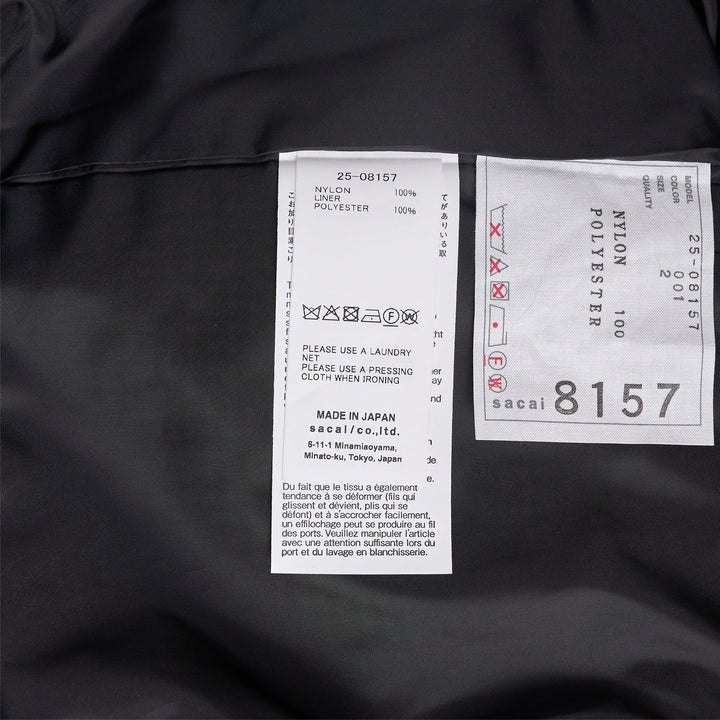 25-08157
NYLON 100%
LINER
POLYESTER 100%
PLEASE USE A LAUNDRY
NET
PLEASE USE A PRESSING
CLOTH WHEN IRONING
MADE IN JAPAN
sacai/co.,ltd.
6-11-1 Minamiaoyama,
Minato-ku, Tokyo, Japan
Du fait que le tissu a également
tendance à se déformer (fils qui
glissent et dévient, plis qui se
défont) et à s'accrocher facilement,
un effilochage peut se produire au fil
des ports. Veuillez manipuler l'article
avec une attention suffisante lors du
port et du lavage en blanchisserie.
MODEL 25-08157
COLOR 001
SIZE 2
QUALITY
NYLON 100
POLYESTER
sacai 8157